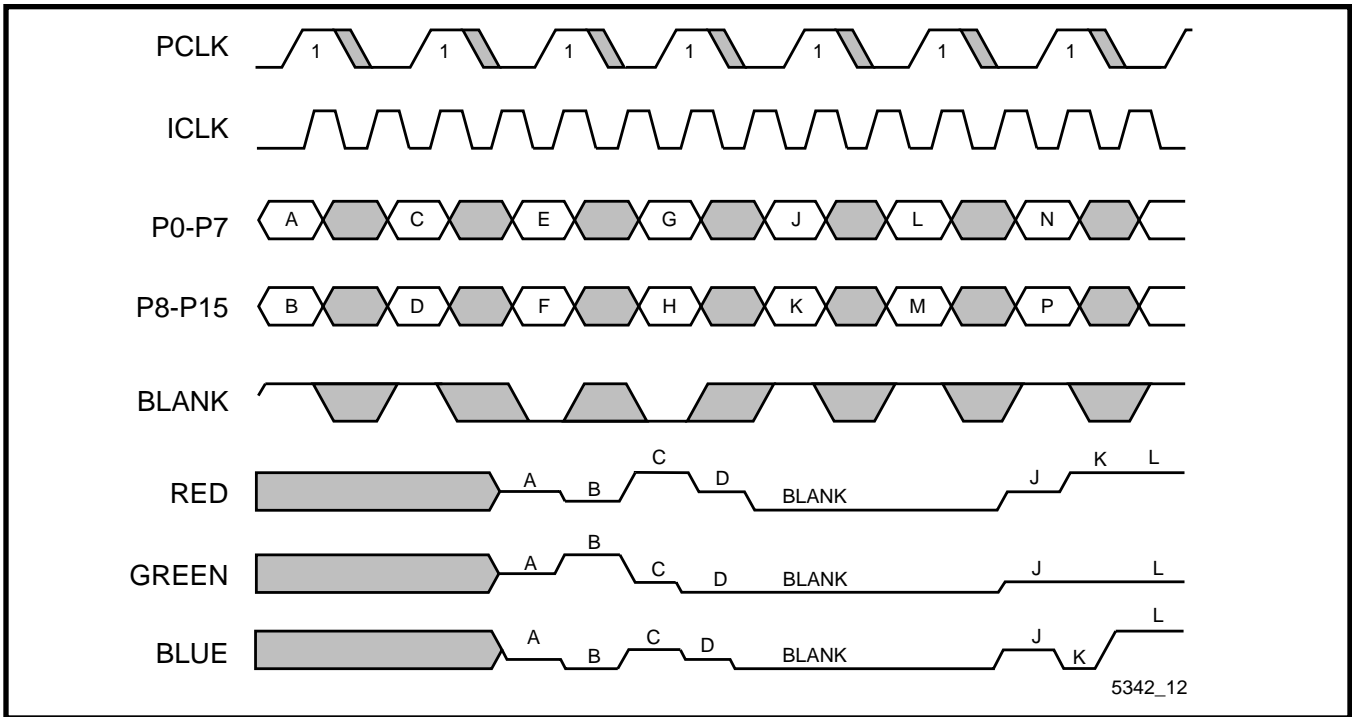 PCLK 1 1 1 1 1 1 1
ICLK
P0-P7 A C E G J L N
P8-P15 B D F H K M P
BLANK
RED A B C D BLANK J K L
GREEN A B C D BLANK J L
BLUE A B C D BLANK J K L
5342_12